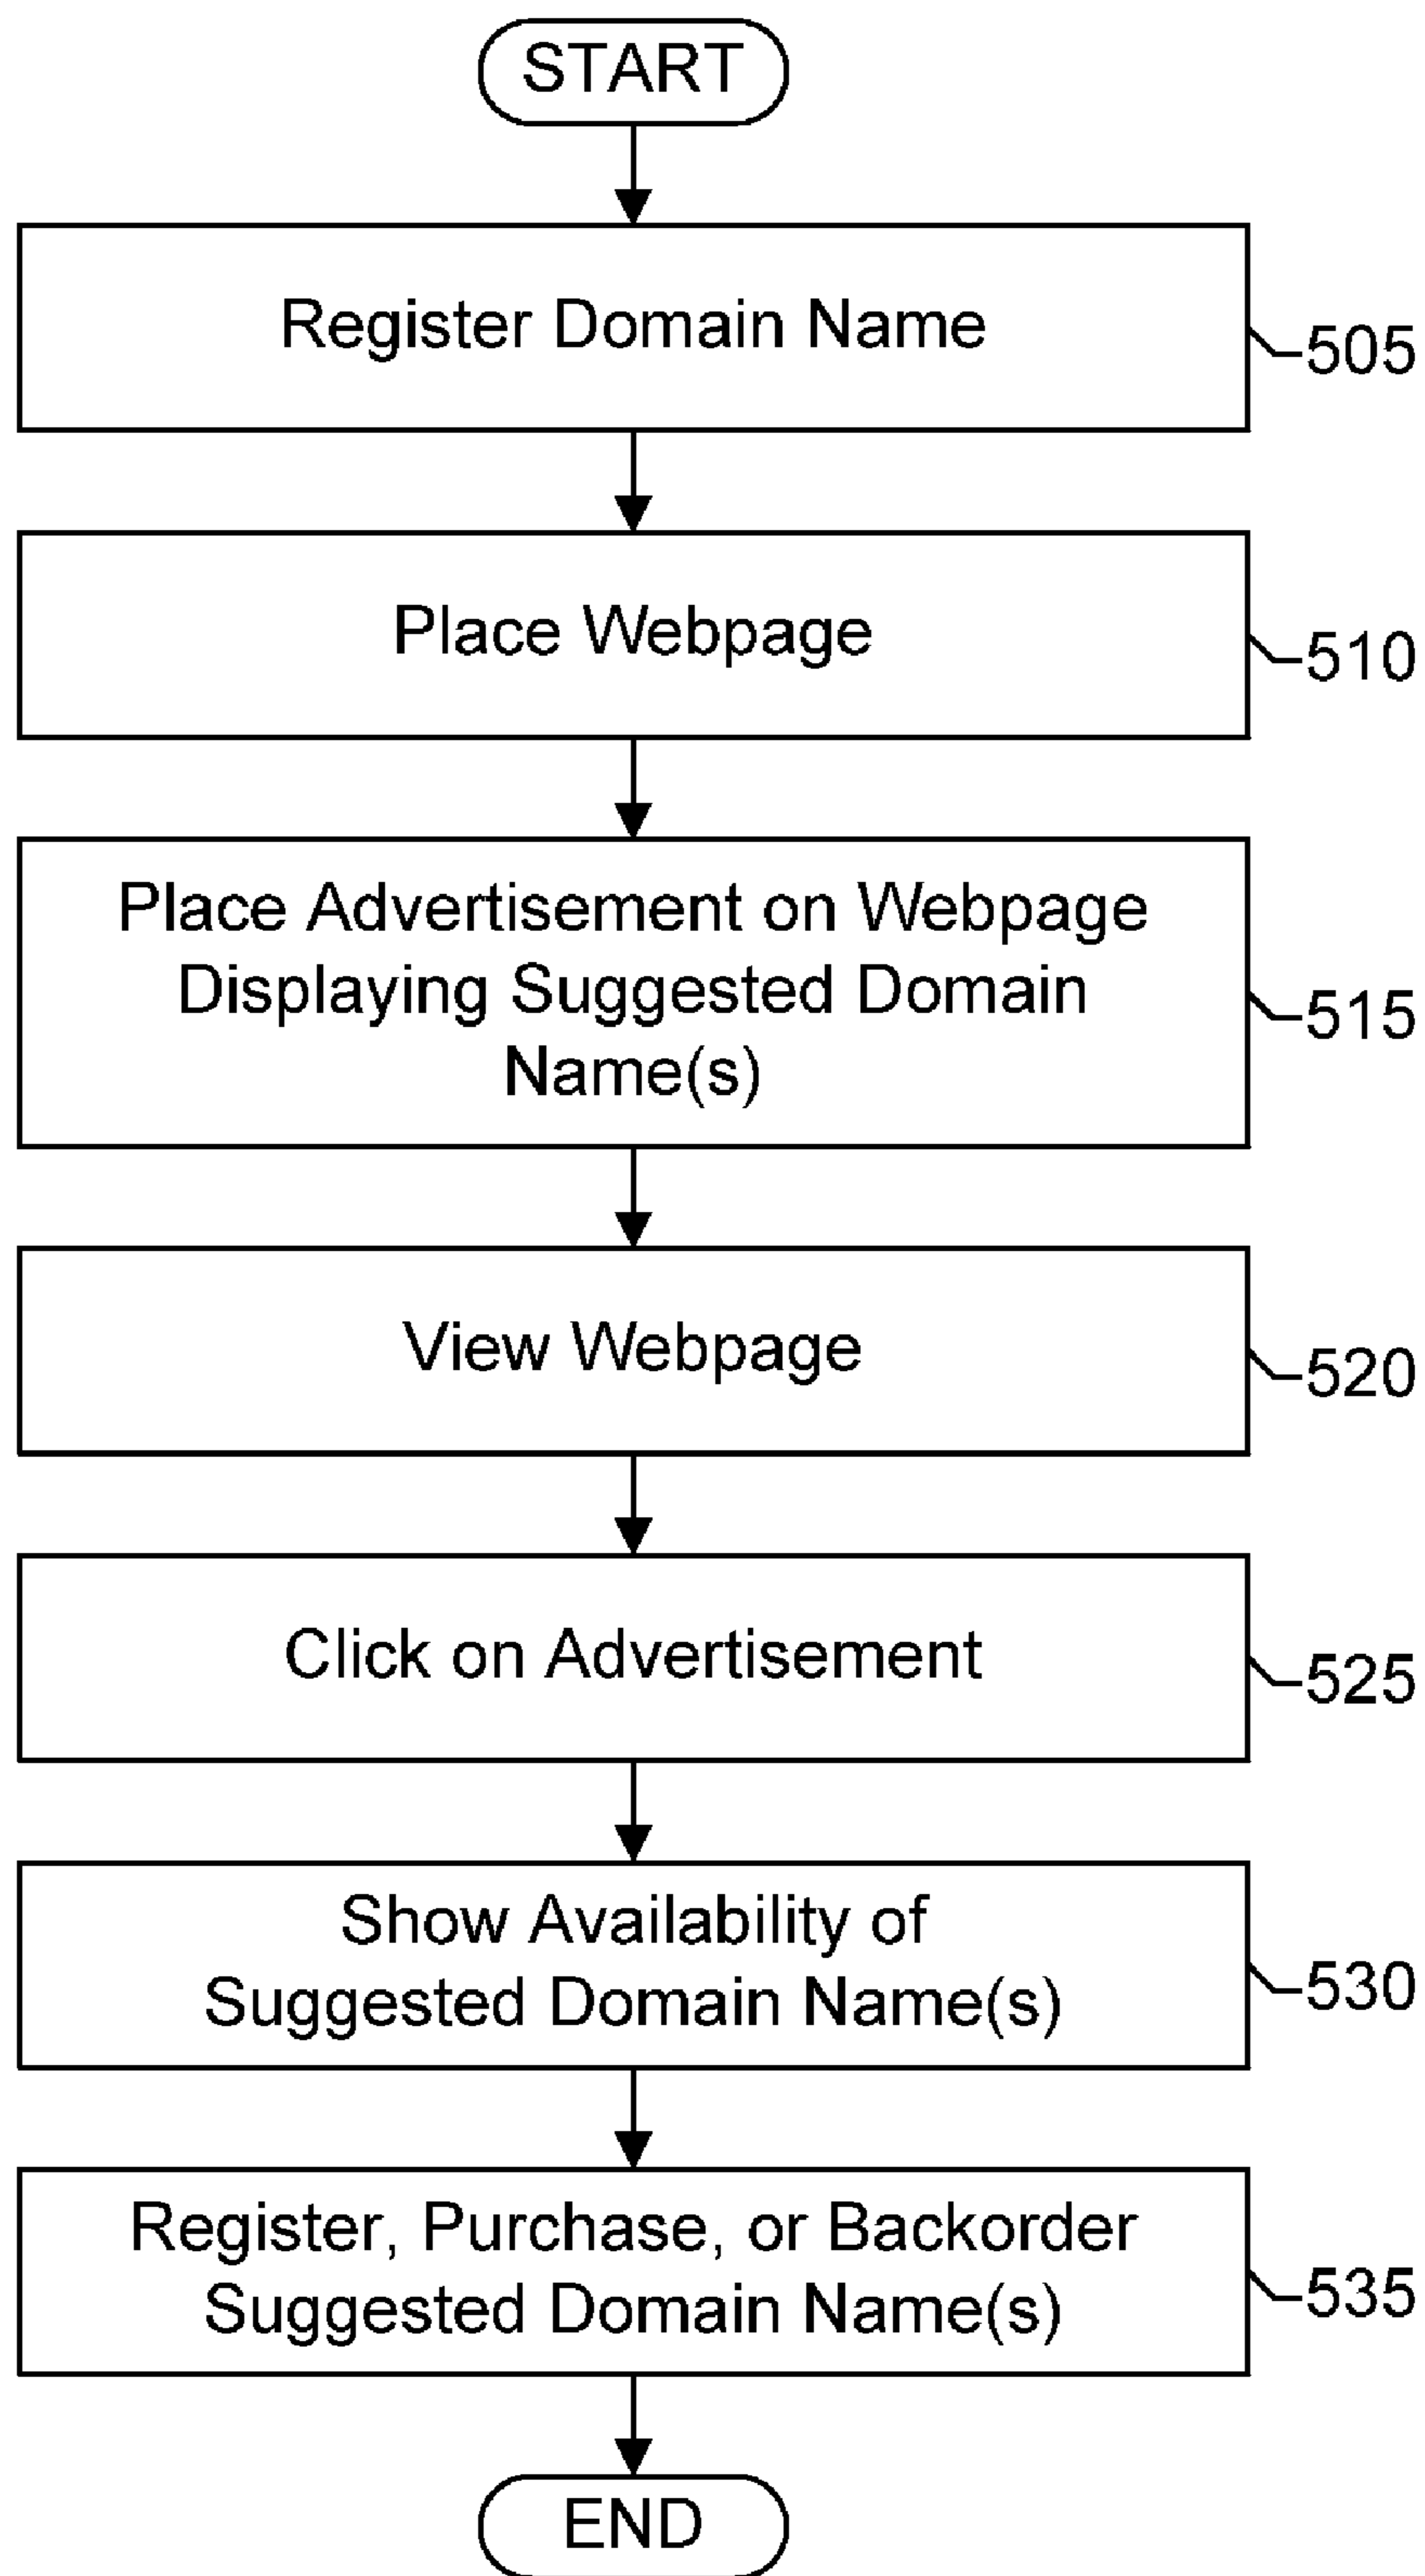 START
Register Domain Name
505
Place Webpage
510
Place Advertisement on Webpage
Displaying Suggested Domain
Name(s)
515
View Webpage
520
Click on Advertisement
525
Show Availability of
Suggested Domain Name(s)
530
Register, Purchase, or Backorder
Suggested Domain Name(s)
535
END